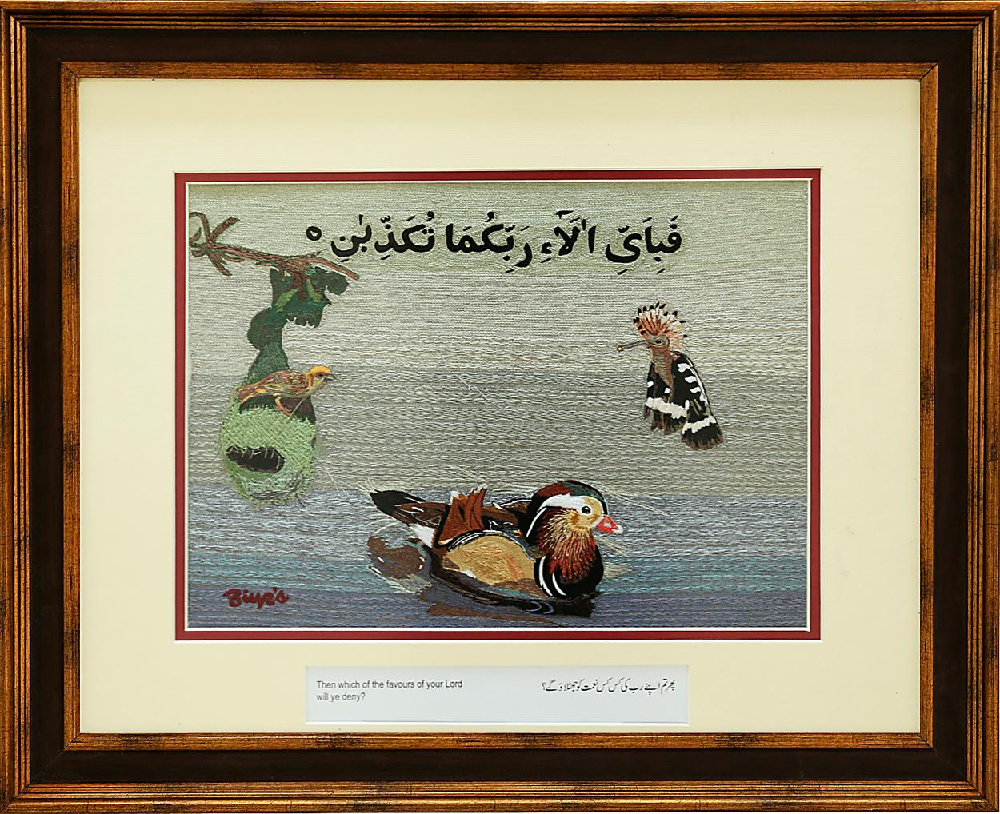 فَبِاَیِّ اٰلَآءِ رَبِّکُمَا تُکَذِّبٰنِ ہ
Then which of the favours of your Lord
will ye deny?
پھر تم اپنے رب کی کس کس نعمت کو جھٹلاؤ گے؟